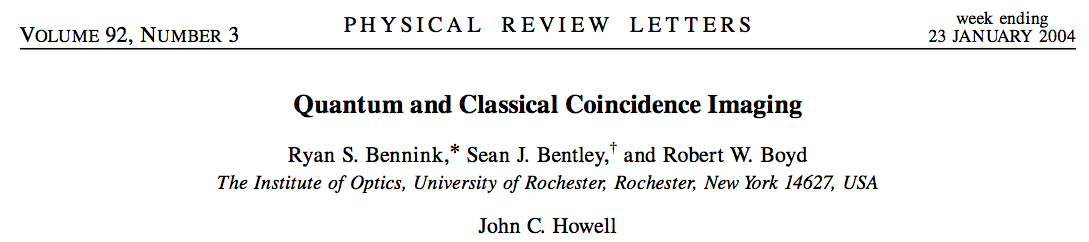 VOLUME 92, NUMBER 3 PHYSICAL REVIEW LETTERS week ending
23 JANUARY 2004
Quantum and Classical Coincidence Imaging
Ryan S. Bennink,* Sean J. Bentley,† and Robert W. Boyd
The Institute of Optics, University of Rochester, Rochester, New York 14627, USA
John C. Howell